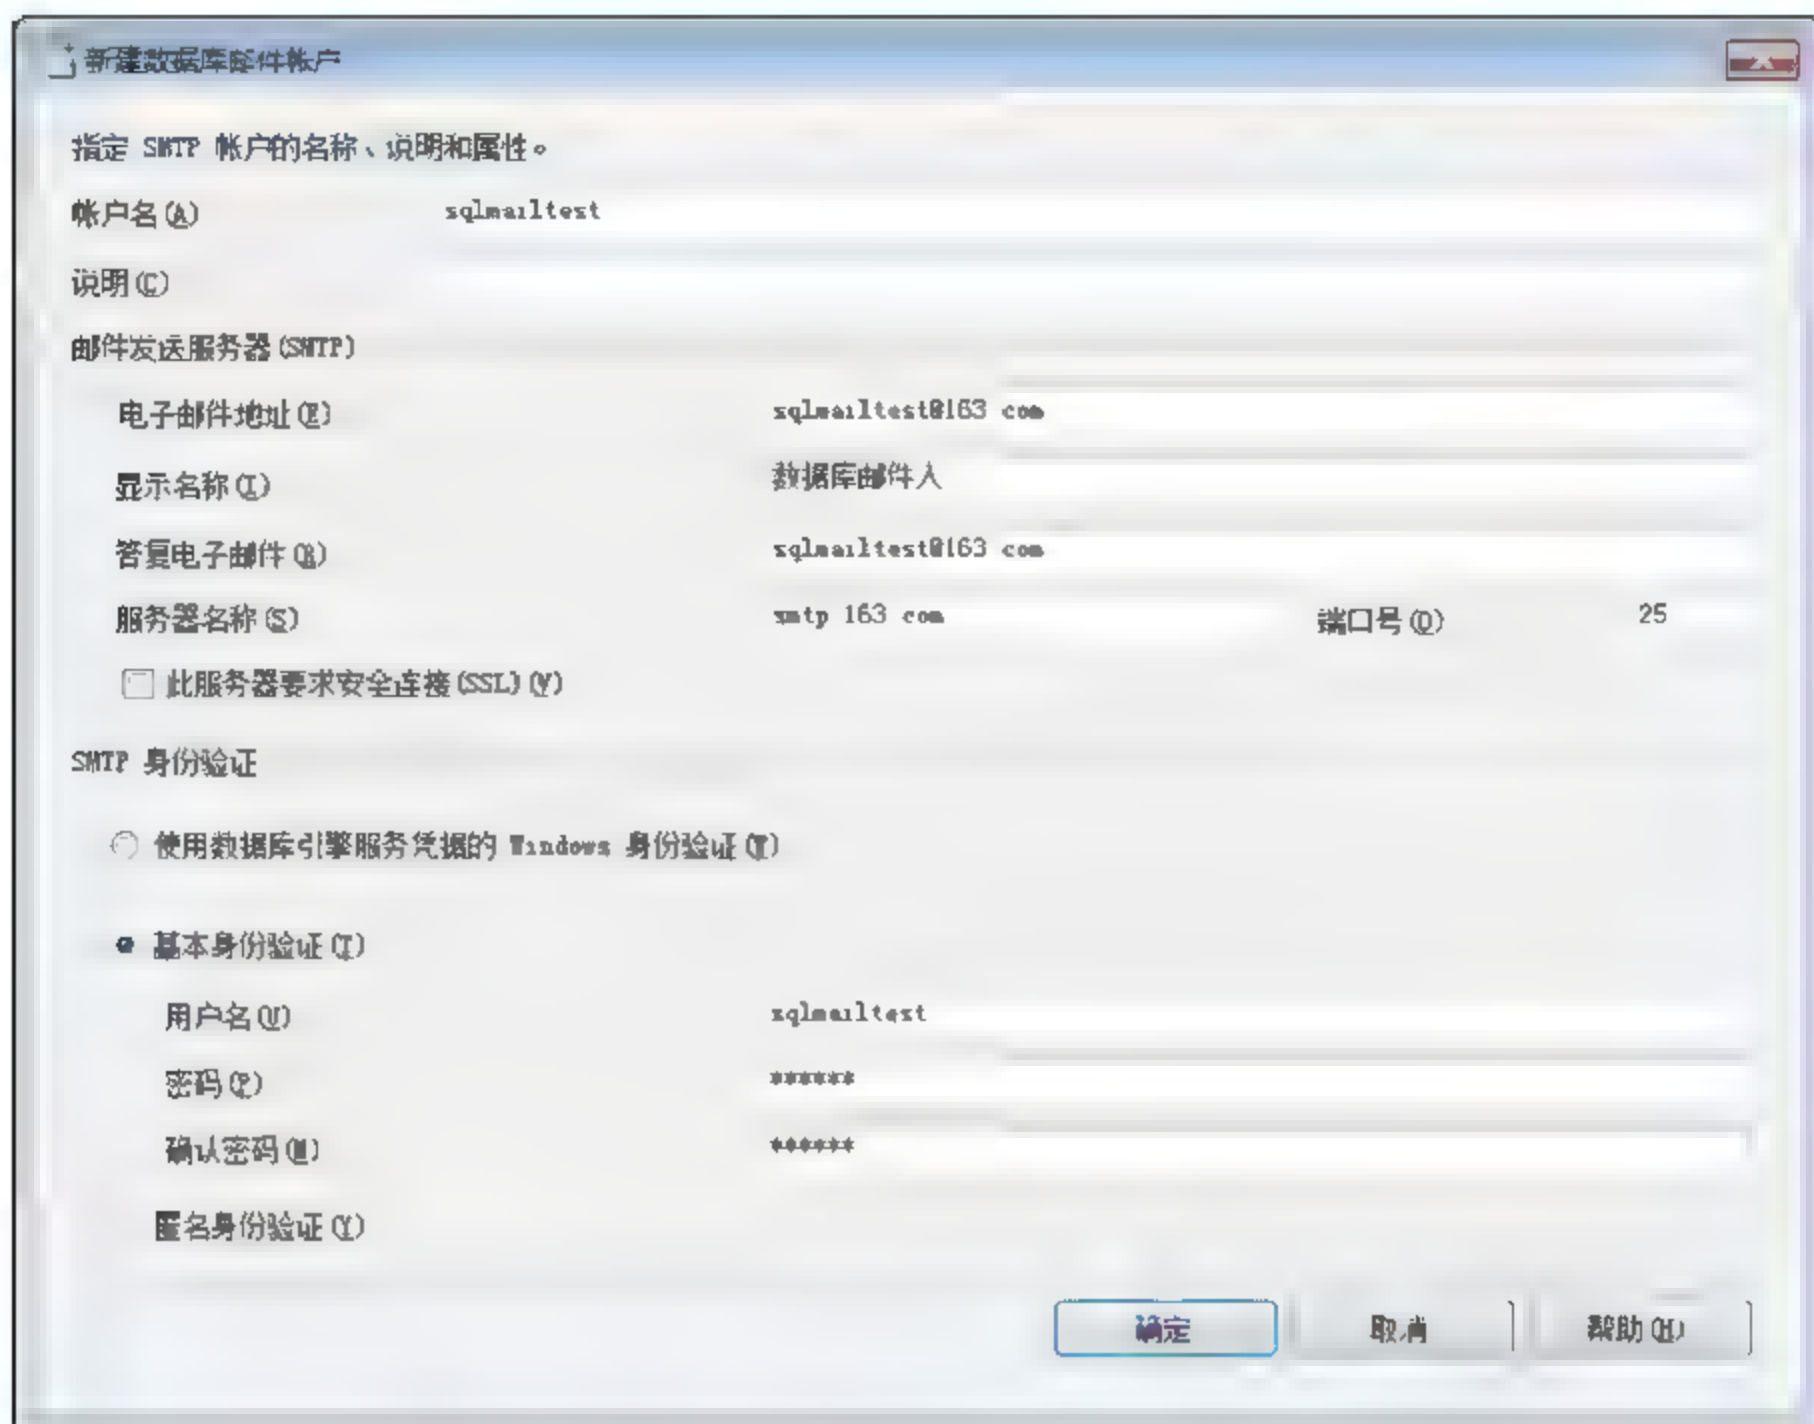 新建数据库邮件帐户
指定 SMTP 帐户的名称、说明和属性。
帐户名(A) sqlmailtest
说明(C)
邮件发送服务器(SMTP)
电子邮件地址(E) sqlmailtest@163 com
显示名称(I) 数据库邮件人
答复电子邮件(R) sqlmailtest@163 com
服务器名称(S) smtp 163 com 端口号(O) 25
此服务器要求安全连接(SSL)(V)
SMTP 身份验证
使用数据库引擎服务凭据的 Windows 身份验证(W)
基本身份验证(T)
用户名(U) sqlmailtest
密码(P) ******
确认密码(M) ******
匿名身份验证(Y)
确定 取消 帮助(H)